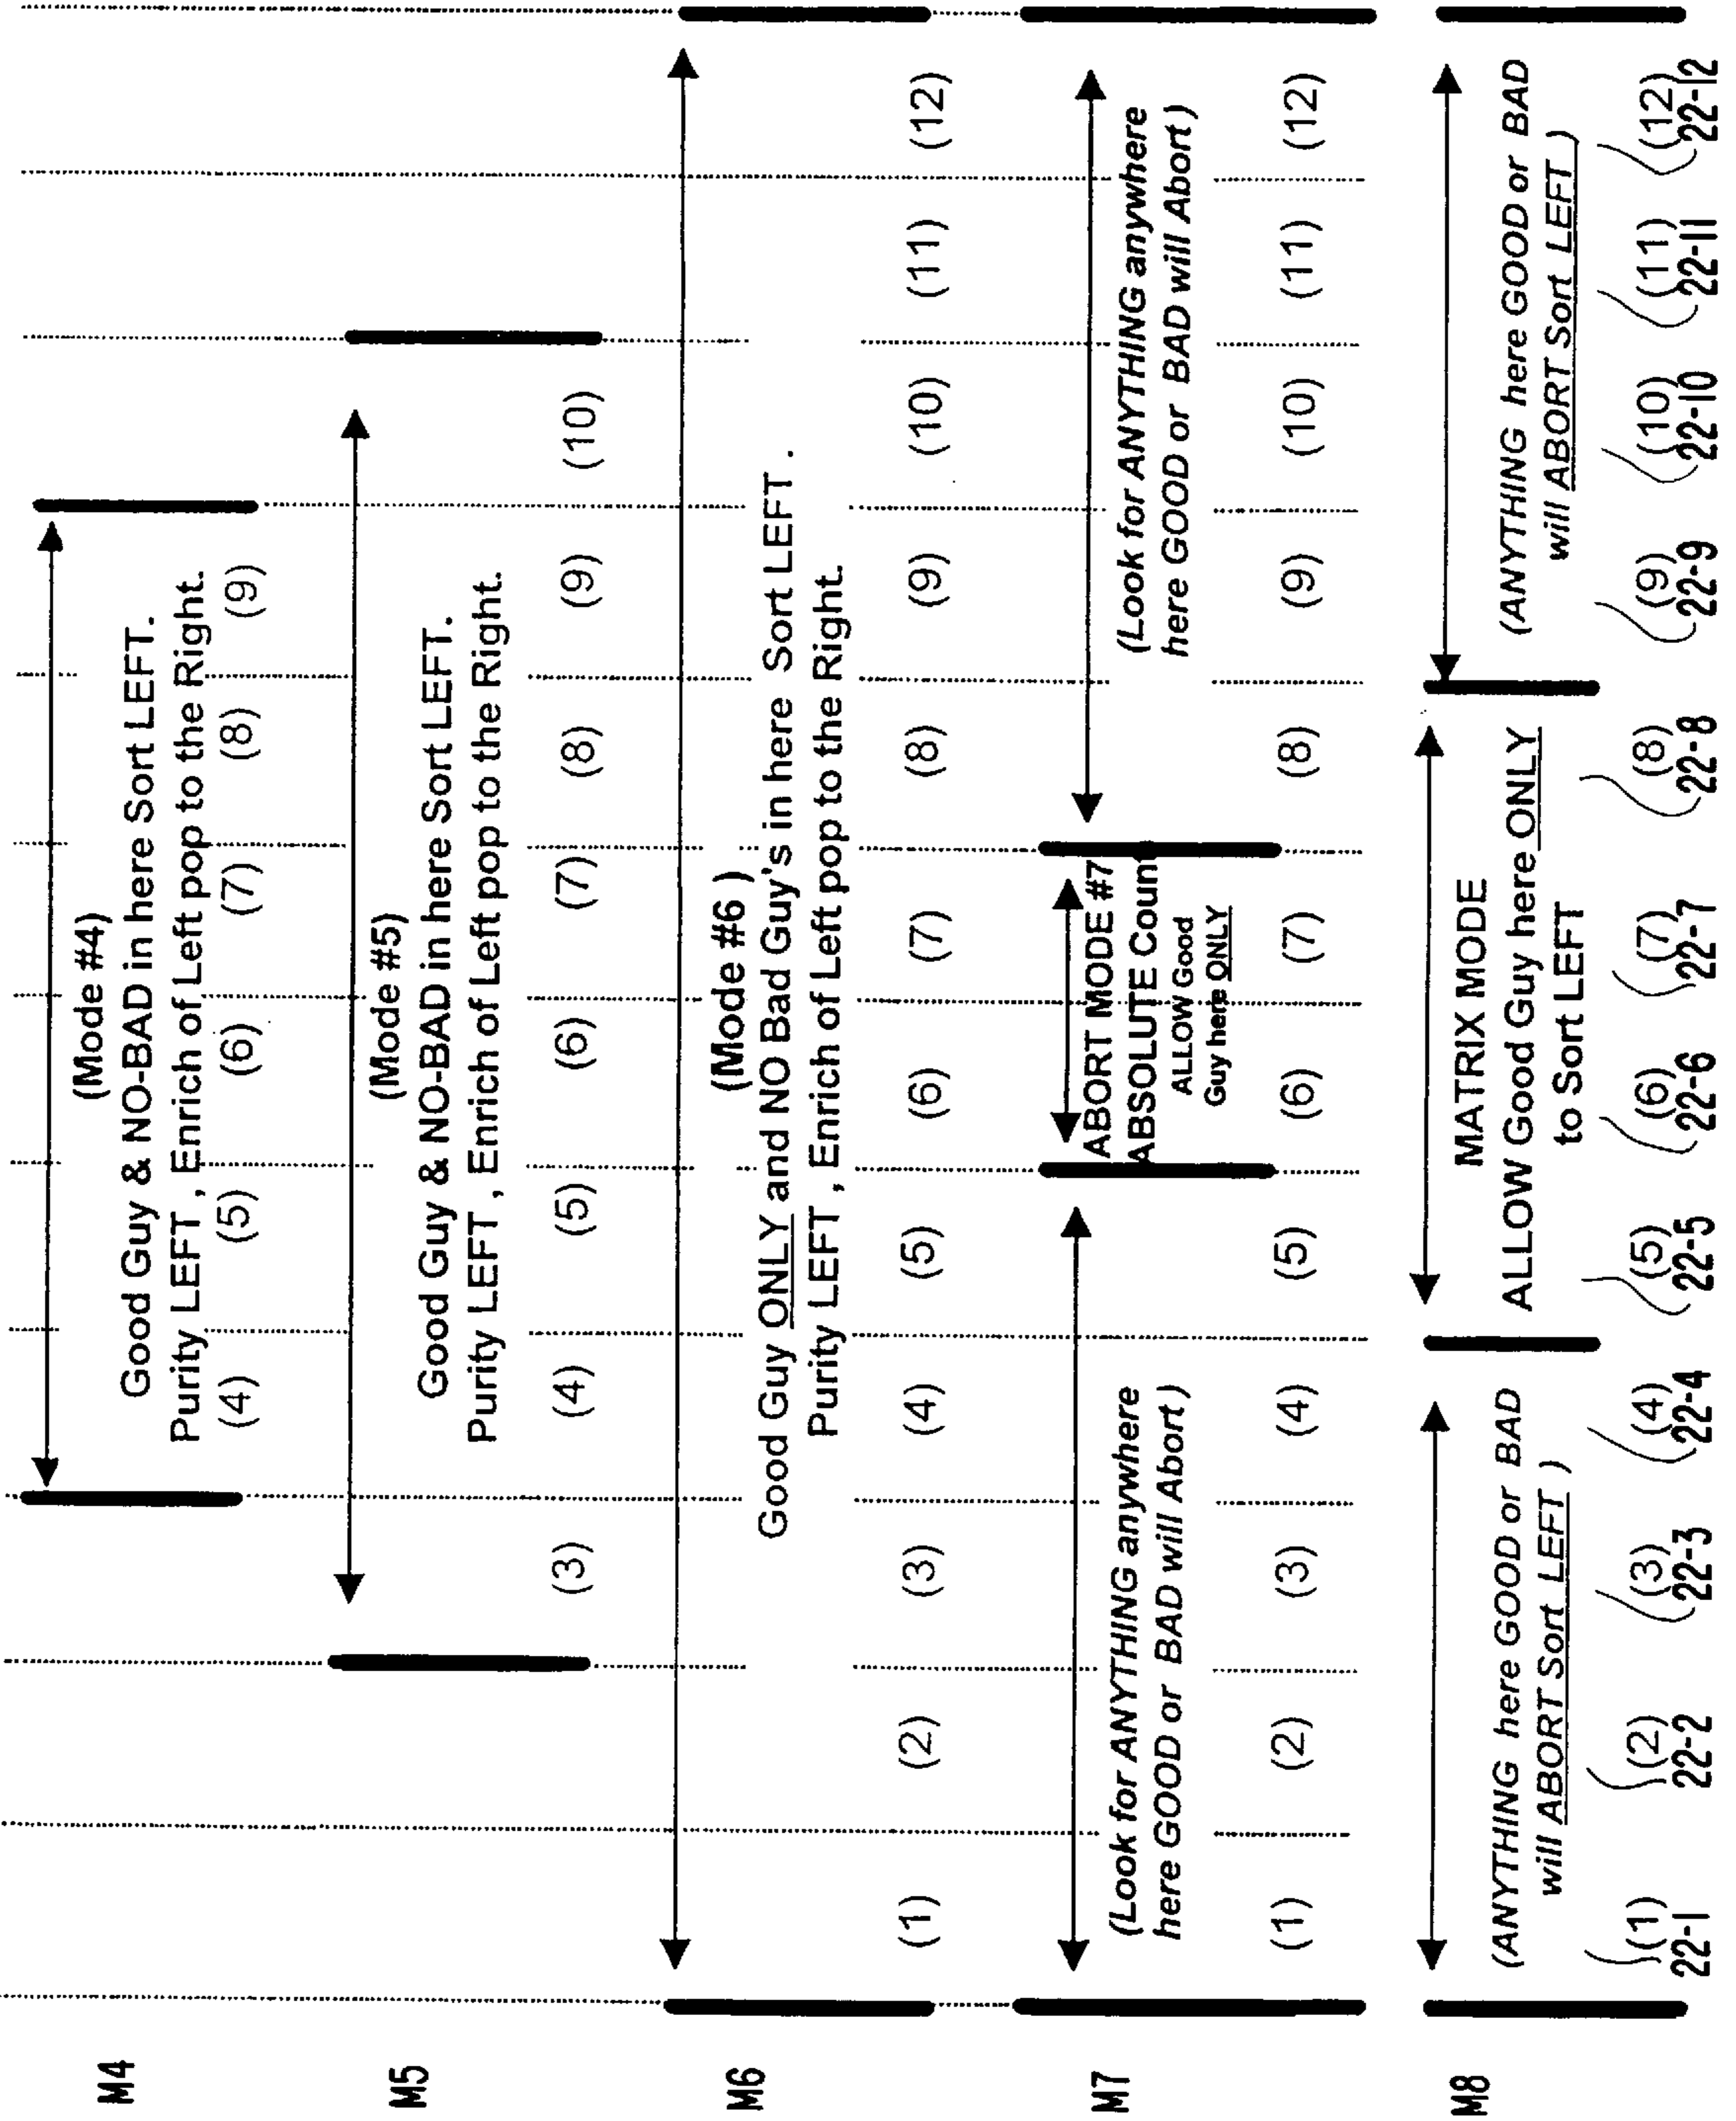 M4
(Mode #4)
Good Guy & NO-BAD in here Sort LEFT.
Purity LEFT , Enrich of Left pop to the Right.
(4) (5) (6) (7) (8) (9)
M5
(Mode #5)
Good Guy & NO-BAD in here Sort LEFT.
Purity LEFT , Enrich of Left pop to the Right.
(3) (4) (5) (6) (7) (8) (9) (10)
M6
(Mode #6 )
Good Guy ONLY and NO Bad Guy's in here Sort LEFT .
Purity LEFT , Enrich of Left pop to the Right.
(1) (2) (3) (4) (5) (6) (7) (8) (9) (10) (11) (12)
M7
(Look for ANYTHING anywhere
here GOOD or BAD will Abort )
ABORT MODE #7
ABSOLUTE Count
ALLOW Good
Guy here ONLY
(Look for ANYTHING anywhere
here GOOD or BAD will Abort )
(1) (2) (3) (4) (5) (6) (7) (8) (9) (10) (11) (12)
M8
(ANYTHING here GOOD or BAD
will ABORT Sort LEFT )
MATRIX MODE
ALLOW Good Guy here ONLY
to Sort LEFT
(ANYTHING here GOOD or BAD
will ABORT Sort LEFT )
(1) (2) (3) (4) (5) (6) (7) (8) (9) (10) (11) (12)
22-1 22-2 22-3 22-4 22-5 22-6 22-7 22-8 22-9 22-10 22-11 22-12